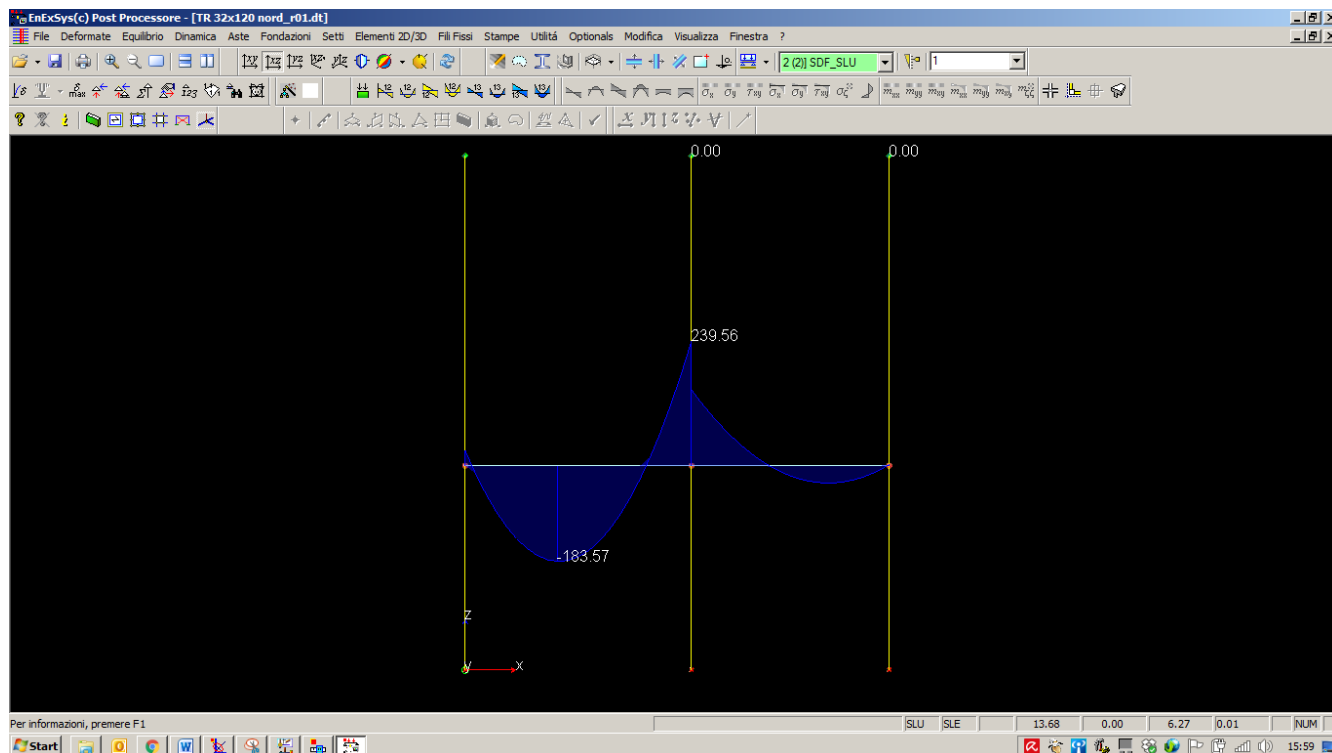 EnExSys(c) Post Processore - [TR 32x120 nord_r01.dt]
File Deformate Equilibrio Dinamica Aste Fondazioni Setti Elementi 2D/3D Fili Fissi Stampe Utilitá Optionals Modifica Visualizza Finestra ?
2 (2)] SDF_SLU 1
0.00 0.00
239.56
-183.57
Z
y x
Per informazioni, premere F1 SLU SLE 13.68 0.00 6.27 0.01 NUM
Start 15:59